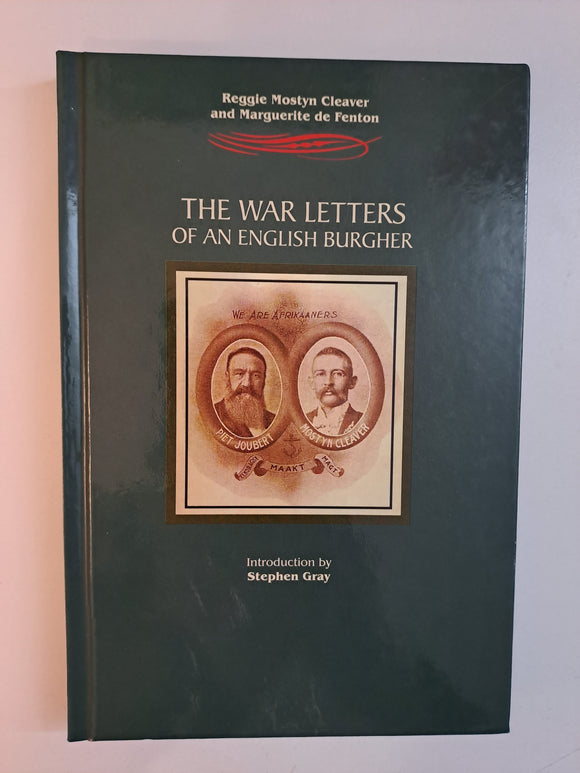 Reggie Mostyn Cleaver
and Marguerite de Fenton
THE WAR LETTERS
OF AN ENGLISH BURGHER
WE ARE AFRIKAANERS
PIET JOUBERT
MOSTYN CLEAVER
MAAKT
MAGT
Introduction by
Stephen Gray